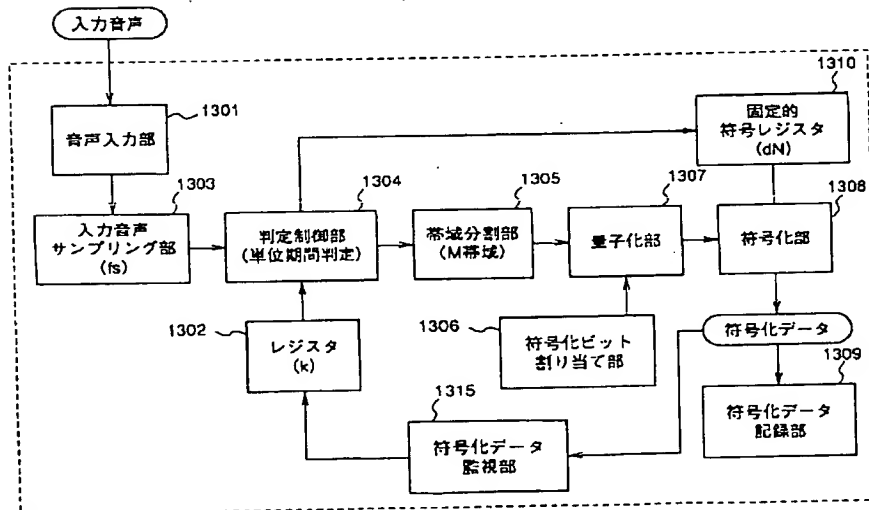 入力音声
1310
1301
音声入力部
固定的
符号レジスタ
(dN)
1303
1304
1305
1307
1308
入力音声
サンプリング部
(fs)
判定制御部
(単位期間判定)
帯域分割部
(M帯域)
量子化部
符号化部
1302
レジスタ
(k)
1306
符号化ビット
割り当て部
符号化データ
1309
符号化データ
記録部
1315
符号化データ
監視部